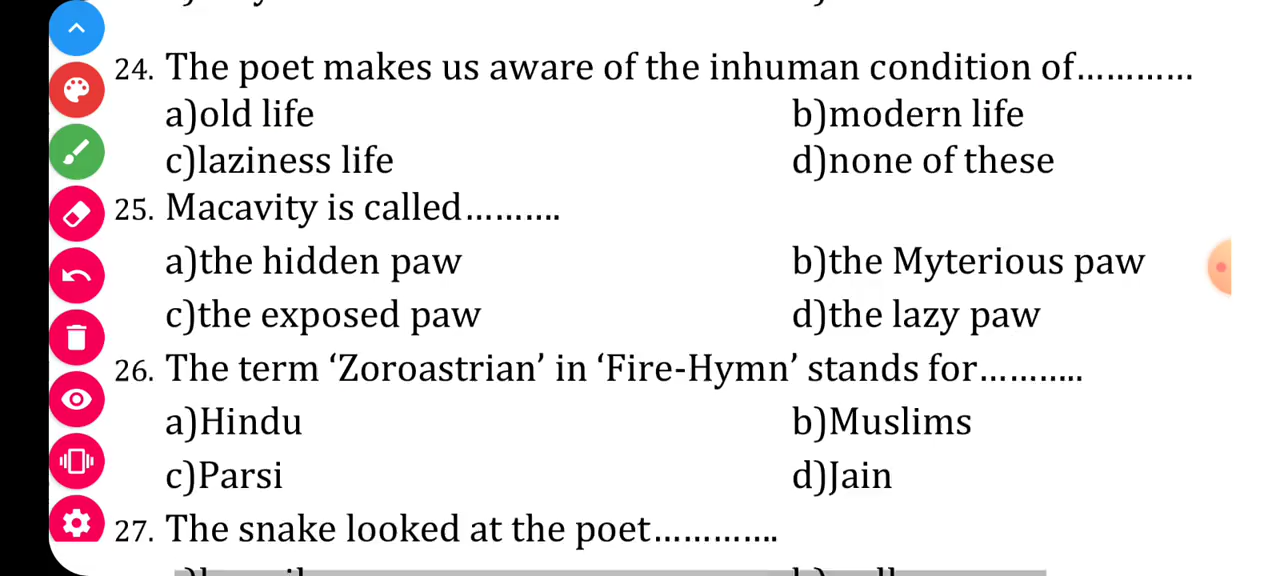 24. The poet makes us aware of the inhuman condition of…………
a)old life b)modern life
c)laziness life d)none of these
25. Macavity is called……….
a)the hidden paw b)the Myterious paw
c)the exposed paw d)the lazy paw
26. The term ‘Zoroastrian’ in ‘Fire-Hymn’ stands for………..
a)Hindu b)Muslims
c)Parsi d)Jain
27. The snake looked at the poet………….